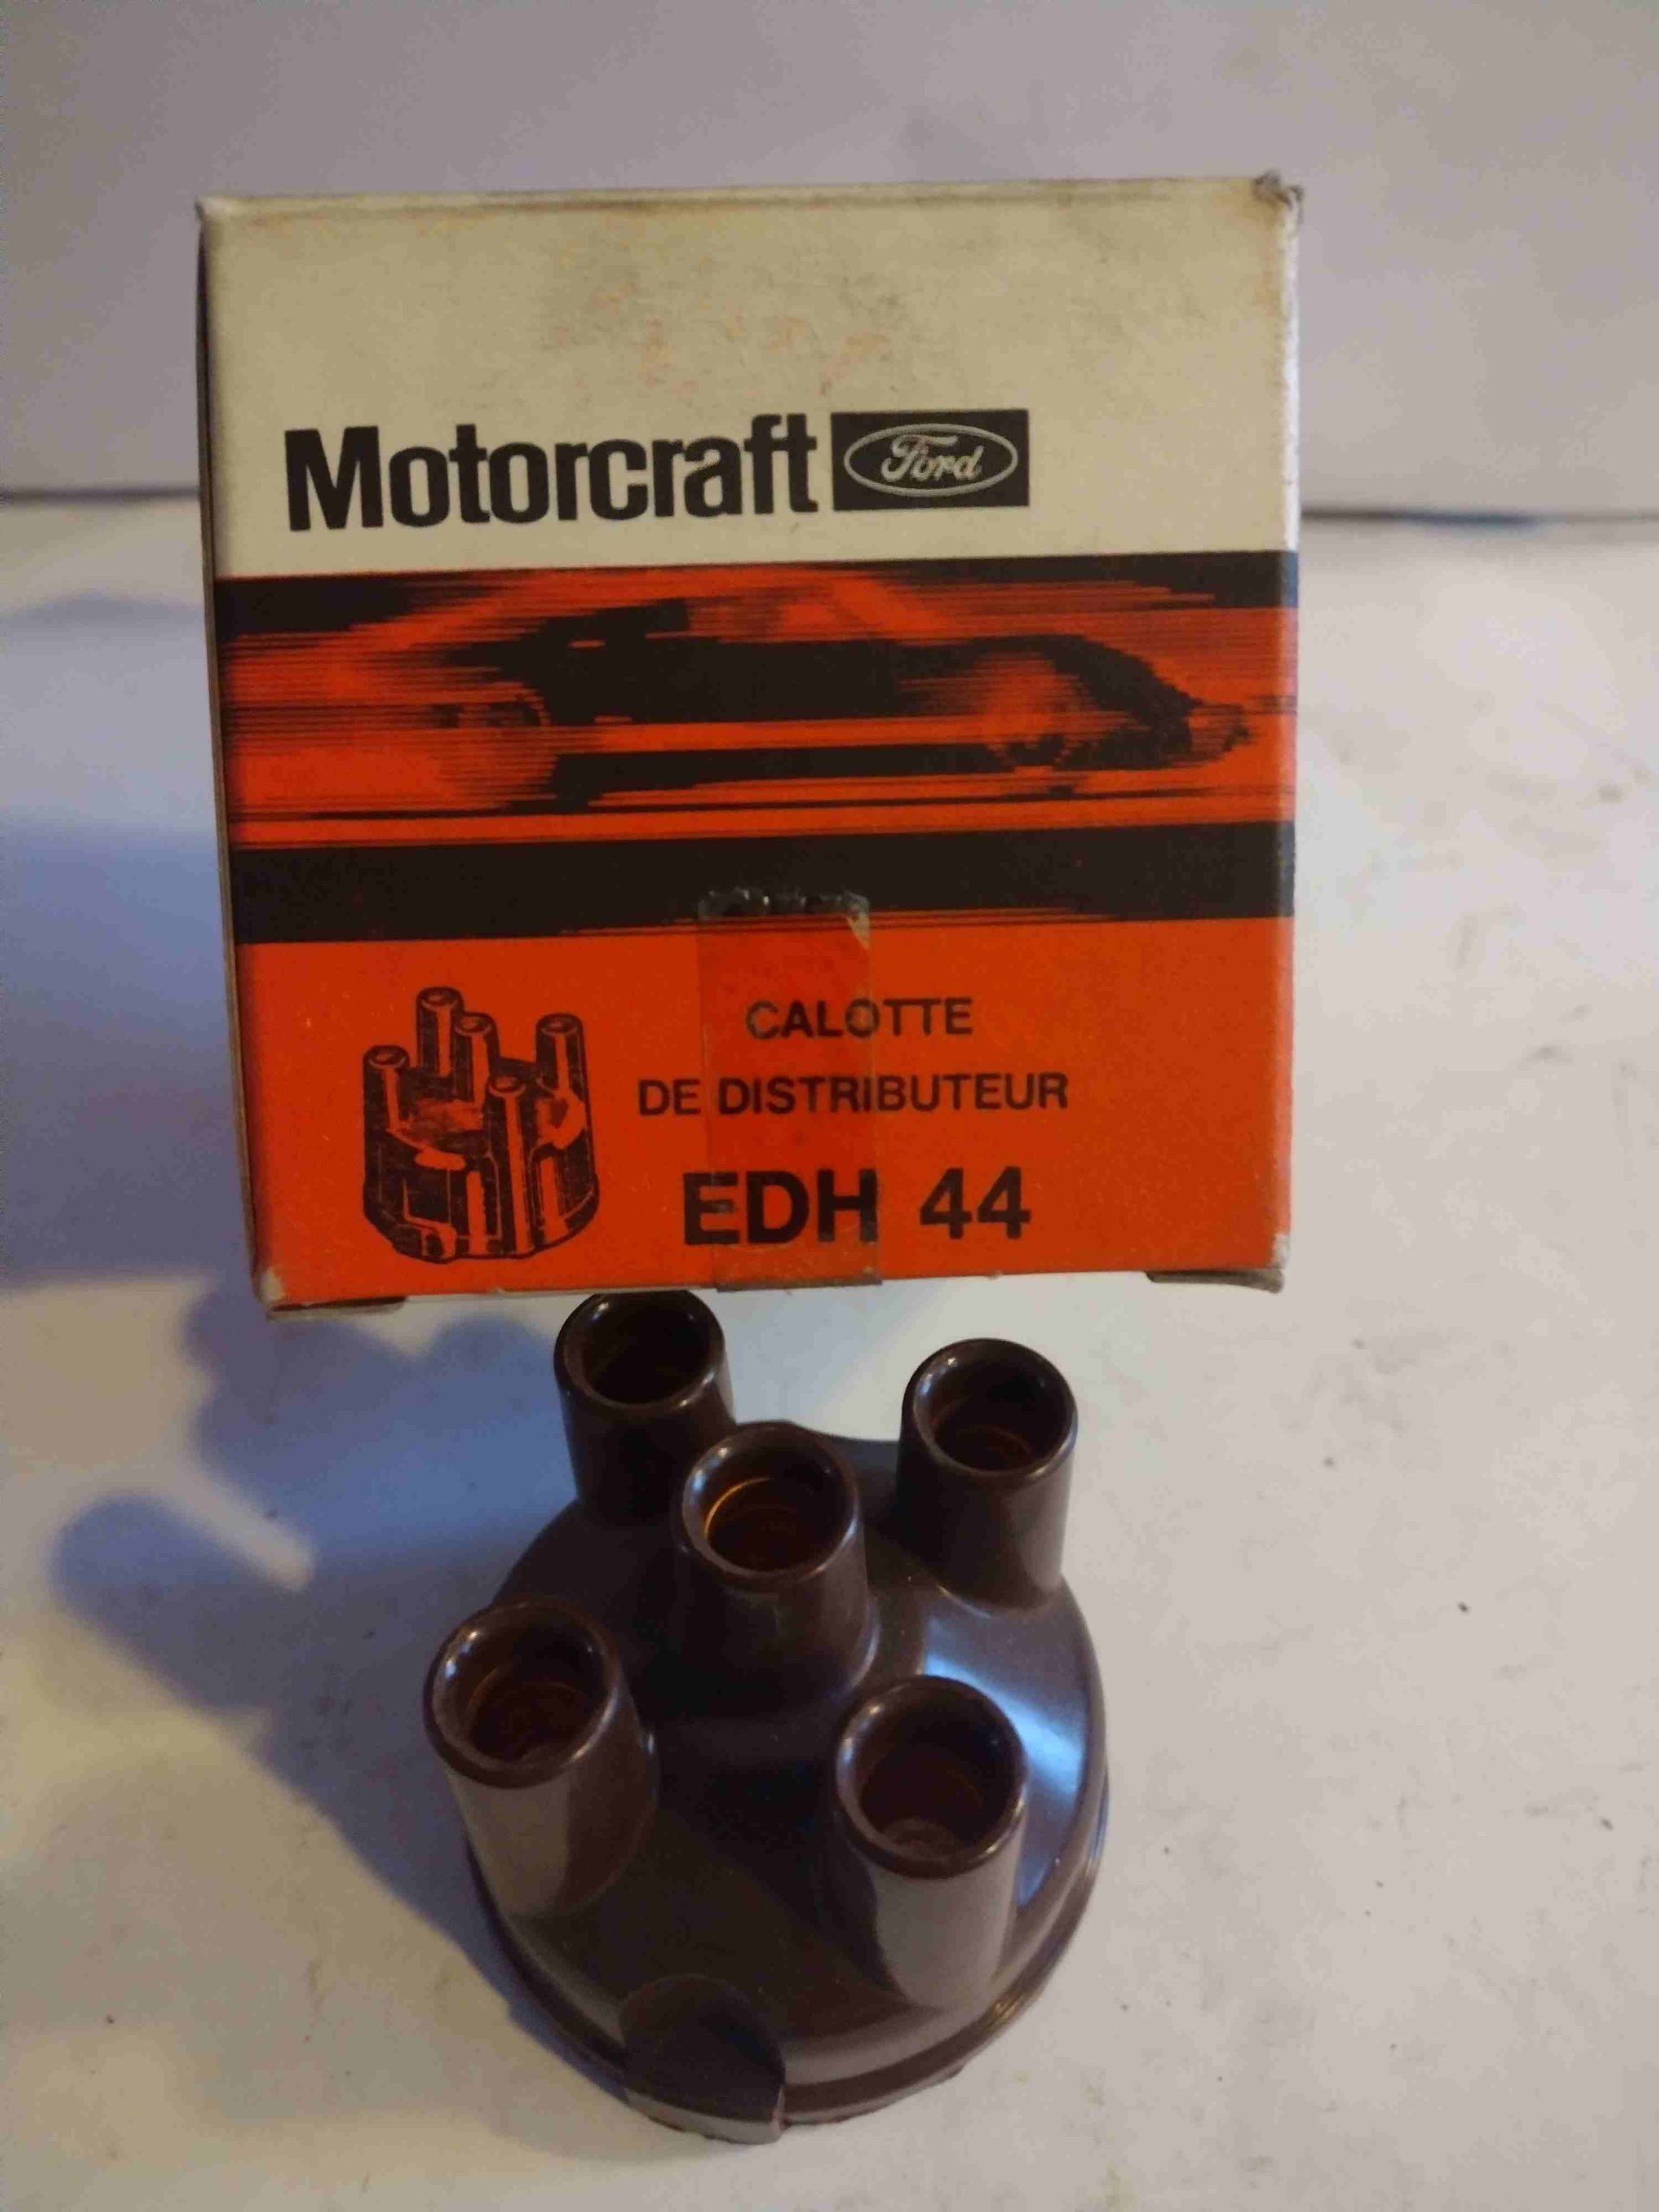 Motorcraft Ford
CALOTTE
DE DISTRIBUTEUR
EDH 44